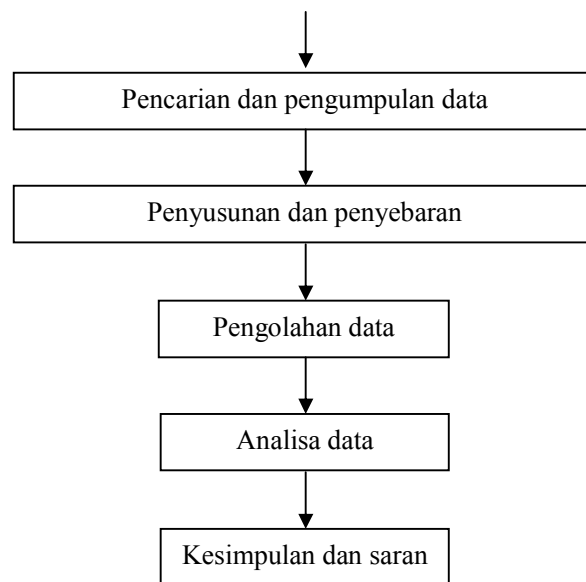 Pencarian dan pengumpulan data
Penyusunan dan penyebaran
Pengolahan data
Analisa data
Kesimpulan dan saran